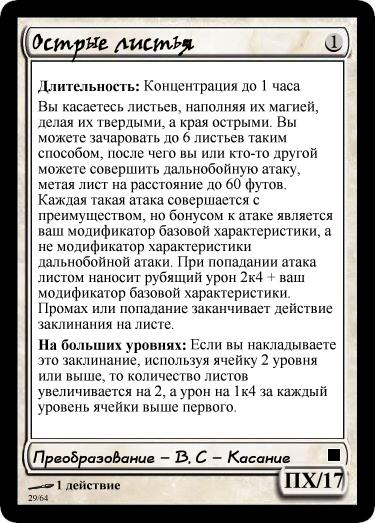 Острые листья
1
Длительность: Концентрация до 1 часа
Вы касаетесь листьев, наполняя их магией,
делая их твердыми, а края острыми. Вы
можете зачаровать до 6 листьев таким
способом, после чего вы или кто-то другой
можете совершить дальнобойную атаку,
метая лист на расстояние до 60 футов.
Каждая такая атака совершается с
преимуществом, но бонусом к атаке является
ваш модификатор базовой характеристики, а
не модификатор характеристики
дальнобойной атаки. При попадании атака
листом наносит рубящий урон 2к4 + ваш
модификатор базовой характеристики.
Промах или попадание заканчивает действие
заклинания на листе.
На больших уровнях: Если вы накладываете
это заклинание, используя ячейку 2 уровня
или выше, то количество листов
увеличивается на 2, а урон на 1к4 за каждый
уровень ячейки выше первого.
Преобразование – В, С – Касание
ПХ/17
1 действие
29/64